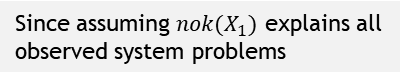 Since assuming nok(X₁) explains all
observed system problems